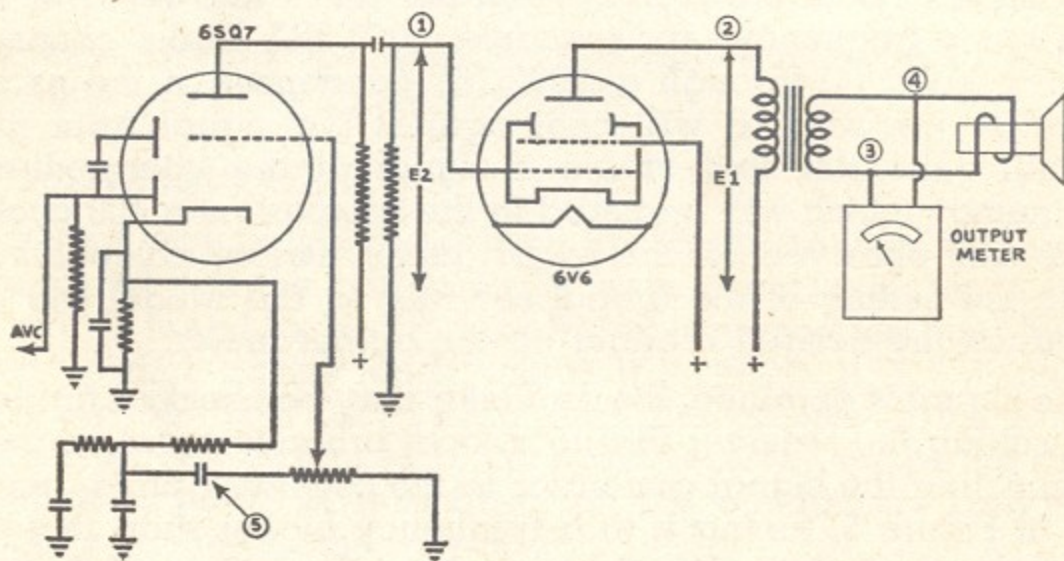 6SQ7
①
②
④
③
E2
E1
OUTPUT
METER
6V6
AVC
+
+
+
⑤